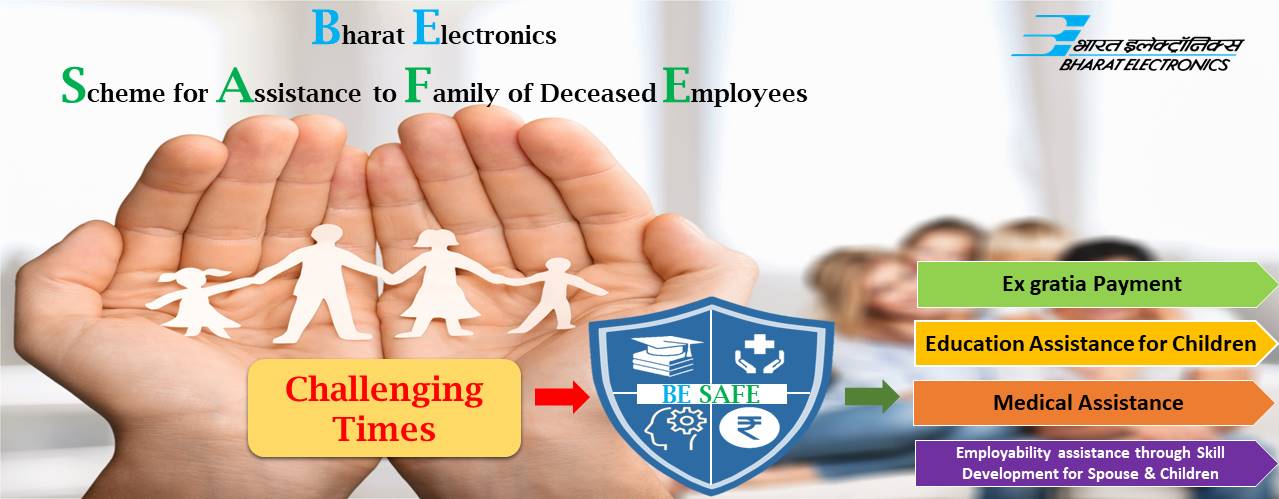 Bharat Electronics
Scheme for Assistance to Family of Deceased Employees
भारत इलेक्ट्रॉनिक्स
BHARAT ELECTRONICS
Challenging
Times
BE SAFE
₹
Ex gratia Payment
Education Assistance for Children
Medical Assistance
Employability assistance through Skill
Development for Spouse & Children